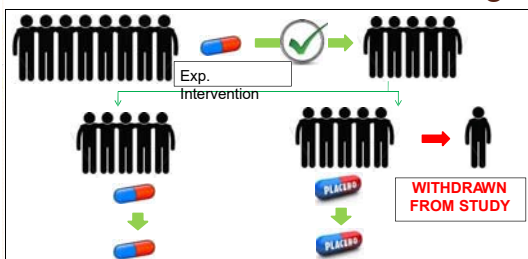 Exp.
Intervention
PLACEBO
WITHDRAWN
FROM STUDY
PLACEBO